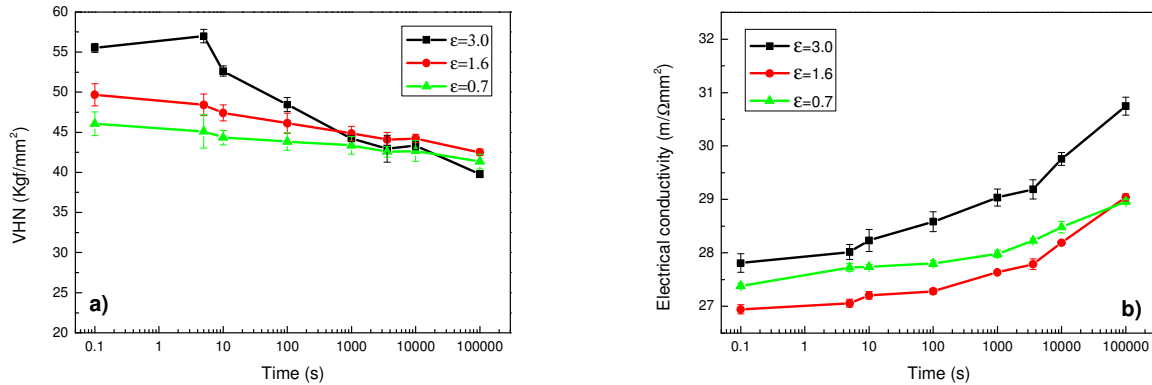 60
55
50
45
40
35
30
25
20
VHN (Kgf/mm²)
ε=3.0
ε=1.6
ε=0.7
a)
0.1 1 10 100 1000 10000 100000
Time (s)
32
31
30
29
28
27
Electrical conductivity (m/Ωmm²)
ε=3.0
ε=1.6
ε=0.7
b)
0.1 1 10 100 1000 10000 100000
Time (s)